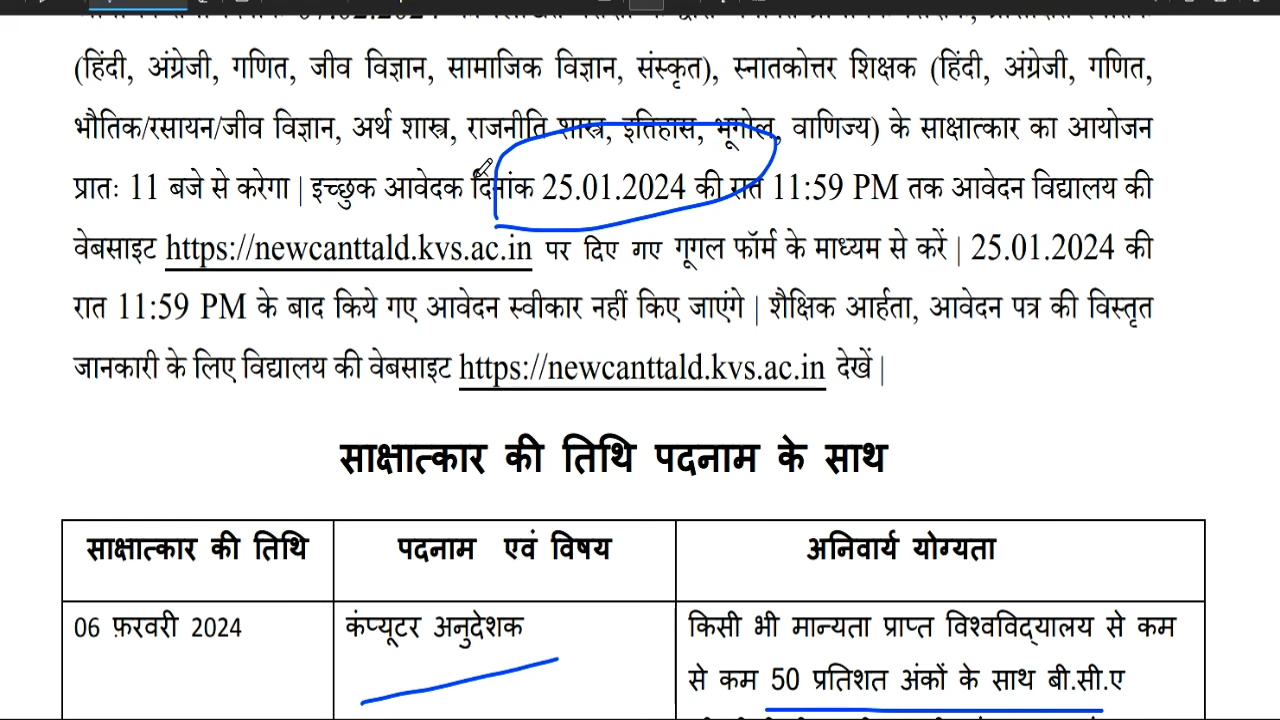 07.02.2024
(हिंदी, अंग्रेजी, गणित, जीव विज्ञान, सामाजिक विज्ञान, संस्कृत), स्नातकोत्तर शिक्षक (हिंदी, अंग्रेजी, गणित,
भौतिक/रसायन/जीव विज्ञान, अर्थ शास्त्र, राजनीति शास्त्र, इतिहास, भूगोल, वाणिज्य) के साक्षात्कार का आयोजन
प्रातः 11 बजे से करेगा | इच्छुक आवेदक दिनांक 25.01.2024 की रात 11:59 PM तक आवेदन विद्यालय की
वेबसाइट https://newcanttald.kvs.ac.in पर दिए गए गूगल फॉर्म के माध्यम से करें | 25.01.2024 की
रात 11:59 PM के बाद किये गए आवेदन स्वीकार नहीं किए जाएंगे | शैक्षिक आर्हता, आवेदन पत्र की विस्तृत
जानकारी के लिए विद्यालय की वेबसाइट https://newcanttald.kvs.ac.in देखें |
साक्षात्कार की तिथि पदनाम के साथ
साक्षात्कार की तिथि पदनाम एवं विषय अनिवार्य योग्यता
06 फ़रवरी 2024 कंप्यूटर अनुदेशक किसी भी मान्यता प्राप्त विश्वविद्यालय से कम
से कम 50 प्रतिशत अंकों के साथ बी.सी.ए